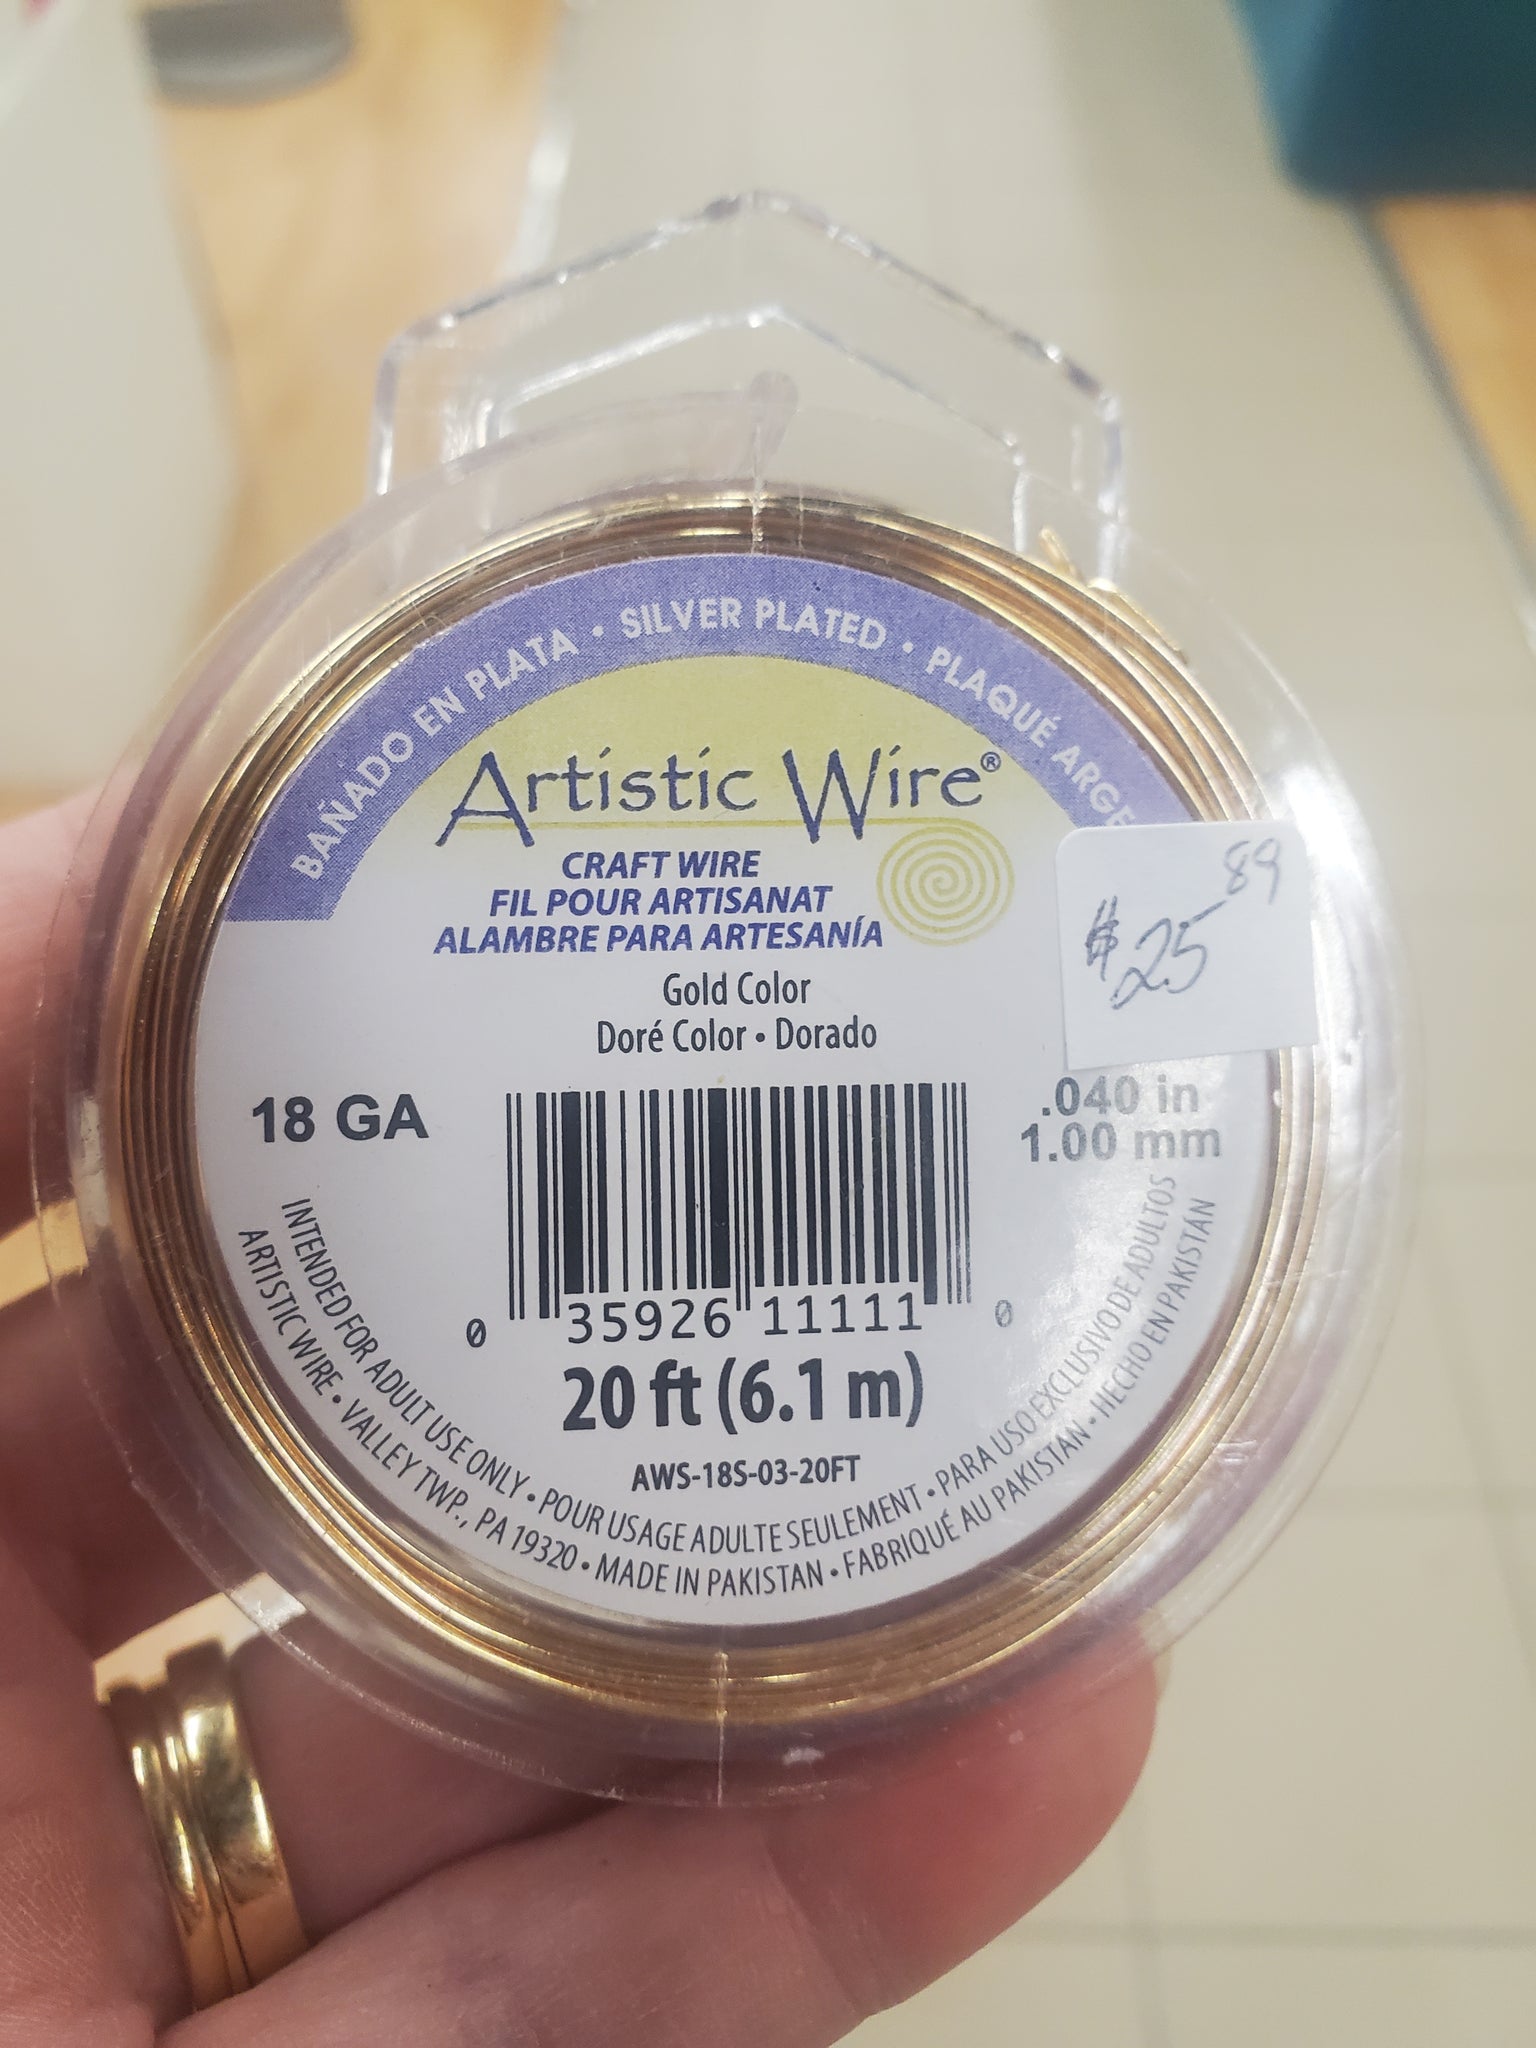 BAÑADO EN PLATA • SILVER PLATED • PLAQUÉ ARGE
Artistic Wire®
CRAFT WIRE
FIL POUR ARTISANAT
ALAMBRE PARA ARTESANÍA
$25.89
Gold Color
Doré Color • Dorado
18 GA
.040 in
1.00 mm
0 35926 11111 0
20 ft (6.1 m)
AWS-18S-03-20FT
INTENDED FOR ADULT USE ONLY • POUR USAGE ADULTE SEULEMENT • PARA USO EXCLUSIVO DE ADULTOS
ARTISTIC WIRE • VALLEY TWP., PA 19320 • MADE IN PAKISTAN • FABRIQUÉ AU PAKISTAN • HECHO EN PAKISTÁN